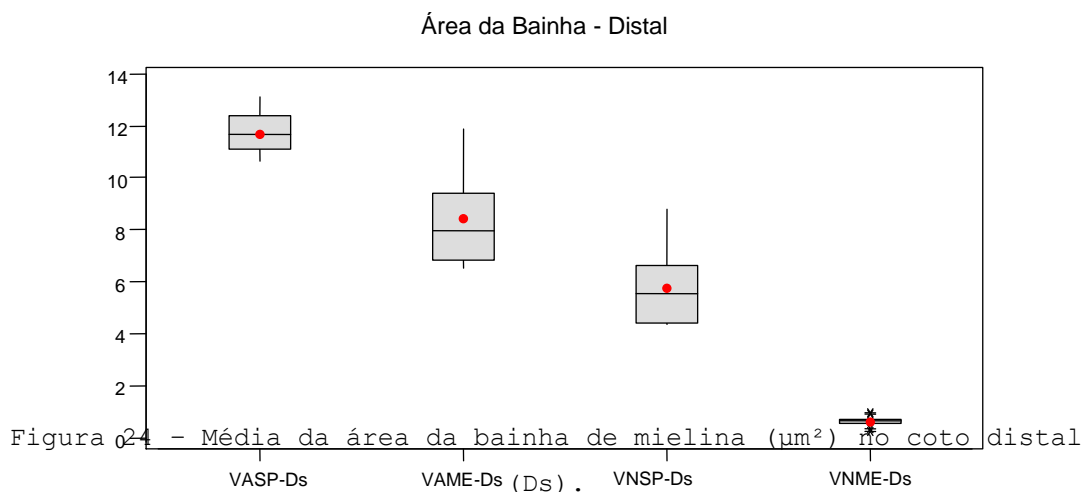 Área da Bainha - Distal
14
12
10
8
6
4
2
0
Figura 24 – Média da área da bainha de mielina (µm²) no coto distal
(Ds).
VASP-Ds VAME-Ds VNSP-Ds VNME-Ds